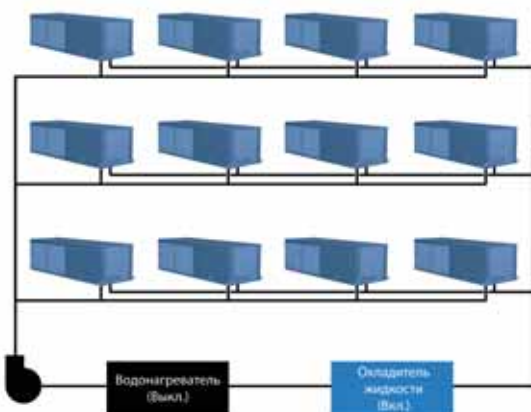 Водонагреватель
(Выкл.)
Охладитель
жидкости
(Вкл.)